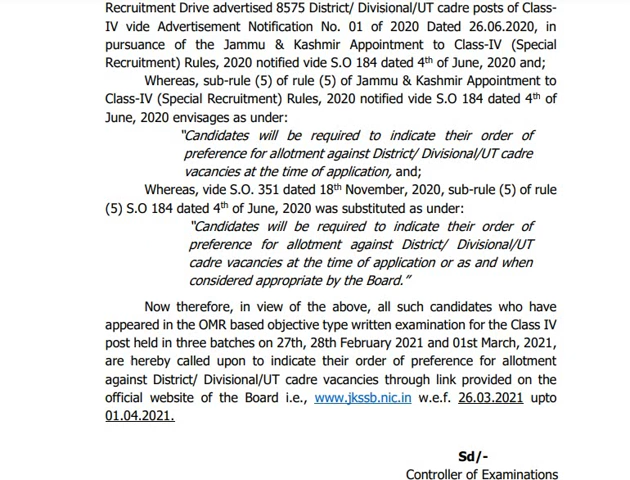 Recruitment Drive advertised 8575 District/ Divisional/UT cadre posts of Class-
IV vide Advertisement Notification No. 01 of 2020 Dated 26.06.2020, in
pursuance of the Jammu & Kashmir Appointment to Class-IV (Special
Recruitment) Rules, 2020 notified vide S.O 184 dated 4th of June, 2020 and;
Whereas, sub-rule (5) of rule (5) of Jammu & Kashmir Appointment to
Class-IV (Special Recruitment) Rules, 2020 notified vide S.O 184 dated 4th of
June, 2020 envisages as under:
"Candidates will be required to indicate their order of
preference for allotment against District/ Divisional/UT cadre
vacancies at the time of application, and;
Whereas, vide S.O. 351 dated 18th November, 2020, sub-rule (5) of rule
(5) S.O 184 dated 4th of June, 2020 was substituted as under:
"Candidates will be required to indicate their order of
preference for allotment against District/ Divisional/UT
cadre vacancies at the time of application or as and when
considered appropriate by the Board."
Now therefore, in view of the above, all such candidates who have
appeared in the OMR based objective type written examination for the Class IV
post held in three batches on 27th, 28th February 2021 and 01st March, 2021,
are hereby called upon to indicate their order of preference for allotment
against District/ Divisional/UT cadre vacancies through link provided on the
official website of the Board i.e., www.jkssb.nic.in w.e.f. 26.03.2021 upto
01.04.2021.
Sd/-
Controller of Examinations